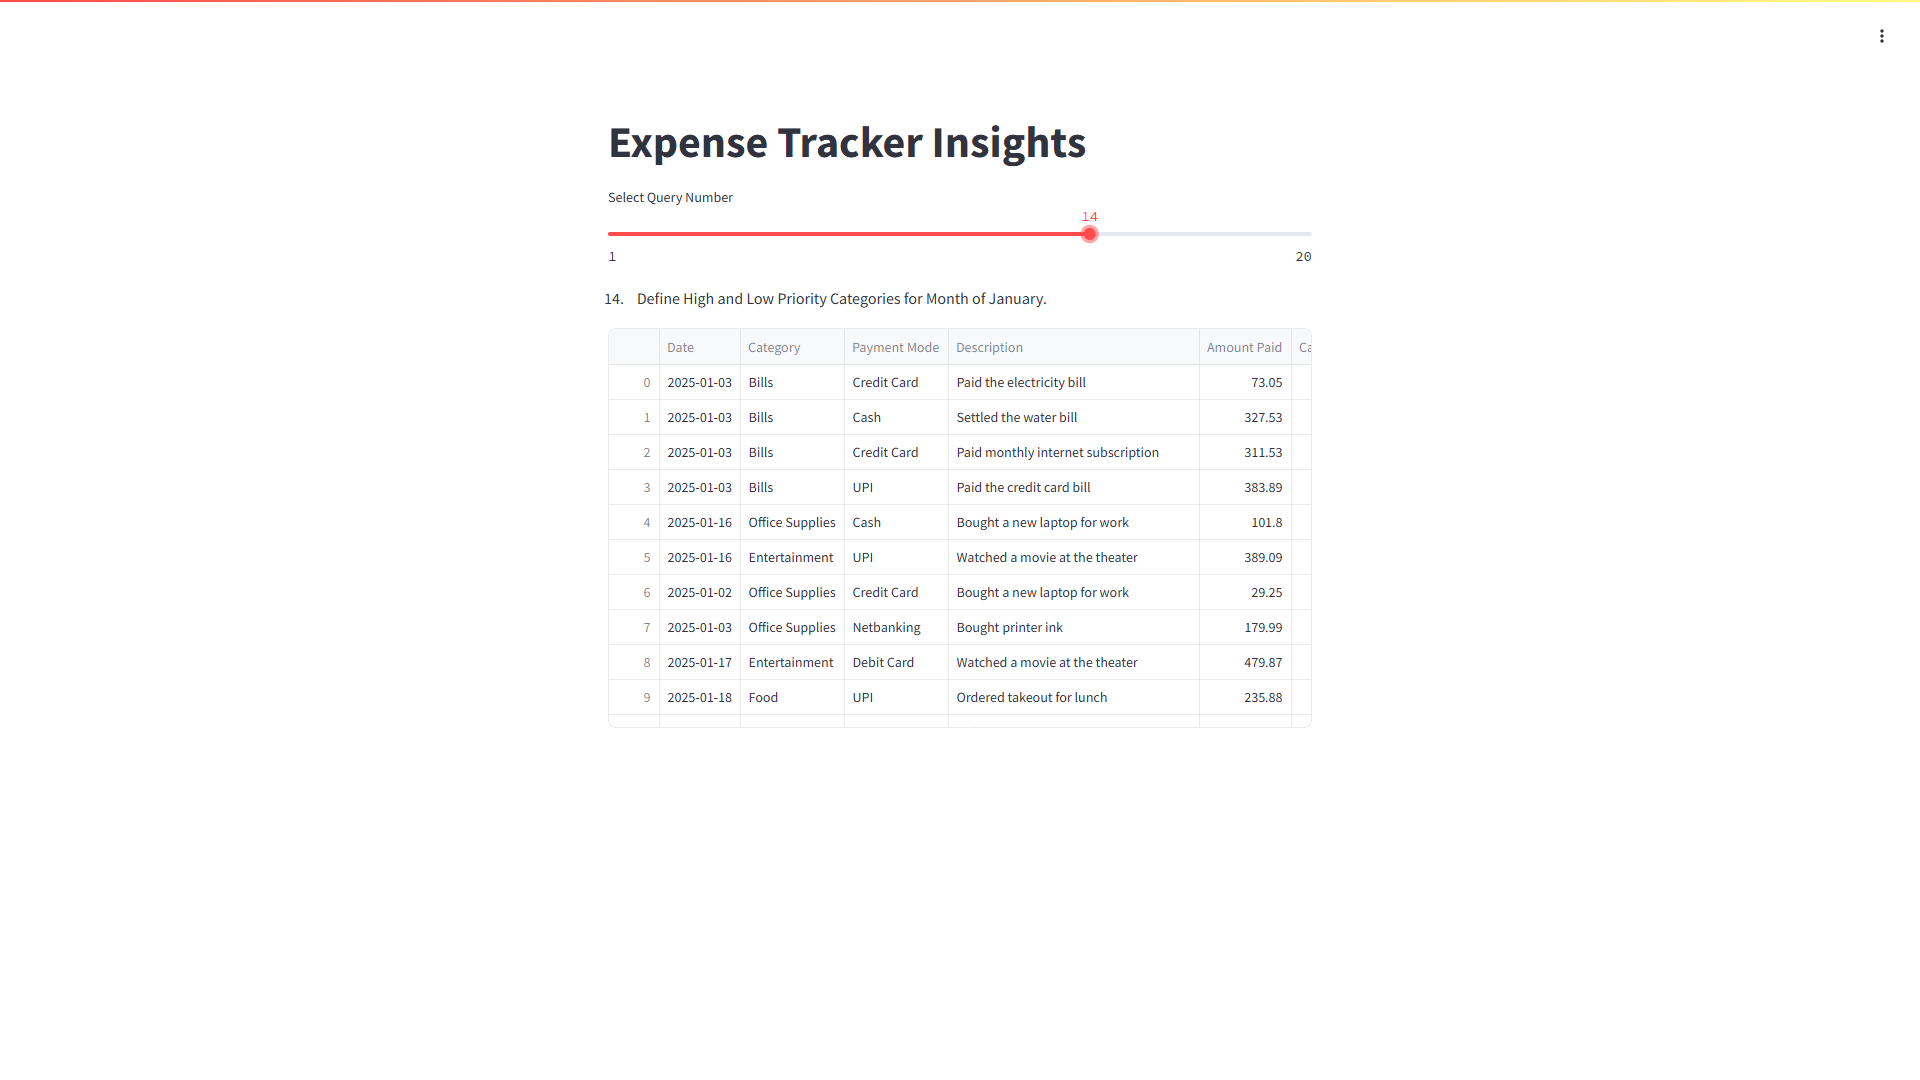 Expense Tracker Insights
Select Query Number
14
1 20
14. Define High and Low Priority Categories for Month of January.
Date Category Payment Mode Description Amount Paid Ca
0 2025-01-03 Bills Credit Card Paid the electricity bill 73.05
1 2025-01-03 Bills Cash Settled the water bill 327.53
2 2025-01-03 Bills Credit Card Paid monthly internet subscription 311.53
3 2025-01-03 Bills UPI Paid the credit card bill 383.89
4 2025-01-16 Office Supplies Cash Bought a new laptop for work 101.8
5 2025-01-16 Entertainment UPI Watched a movie at the theater 389.09
6 2025-01-02 Office Supplies Credit Card Bought a new laptop for work 29.25
7 2025-01-03 Office Supplies Netbanking Bought printer ink 179.99
8 2025-01-17 Entertainment Debit Card Watched a movie at the theater 479.87
9 2025-01-18 Food UPI Ordered takeout for lunch 235.88